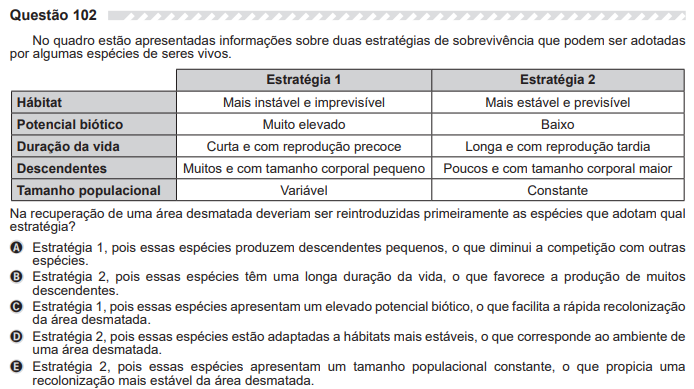 Questão 102
No quadro estão apresentadas informações sobre duas estratégias de sobrevivência que podem ser adotadas
por algumas espécies de seres vivos.
Estratégia 1 Estratégia 2
Hábitat Mais instável e imprevisível Mais estável e previsível
Potencial biótico Muito elevado Baixo
Duração da vida Curta e com reprodução precoce Longa e com reprodução tardia
Descendentes Muitos e com tamanho corporal pequeno Poucos e com tamanho corporal maior
Tamanho populacional Variável Constante
Na recuperação de uma área desmatada deveriam ser reintroduzidas primeiramente as espécies que adotam qual
estratégia?
A Estratégia 1, pois essas espécies produzem descendentes pequenos, o que diminui a competição com outras
espécies.
B Estratégia 2, pois essas espécies têm uma longa duração da vida, o que favorece a produção de muitos
descendentes.
C Estratégia 1, pois essas espécies apresentam um elevado potencial biótico, o que facilita a rápida recolonização
da área desmatada.
D Estratégia 2, pois essas espécies estão adaptadas a hábitats mais estáveis, o que corresponde ao ambiente de
uma área desmatada.
E Estratégia 2, pois essas espécies apresentam um tamanho populacional constante, o que propicia uma
recolonização mais estável da área desmatada.